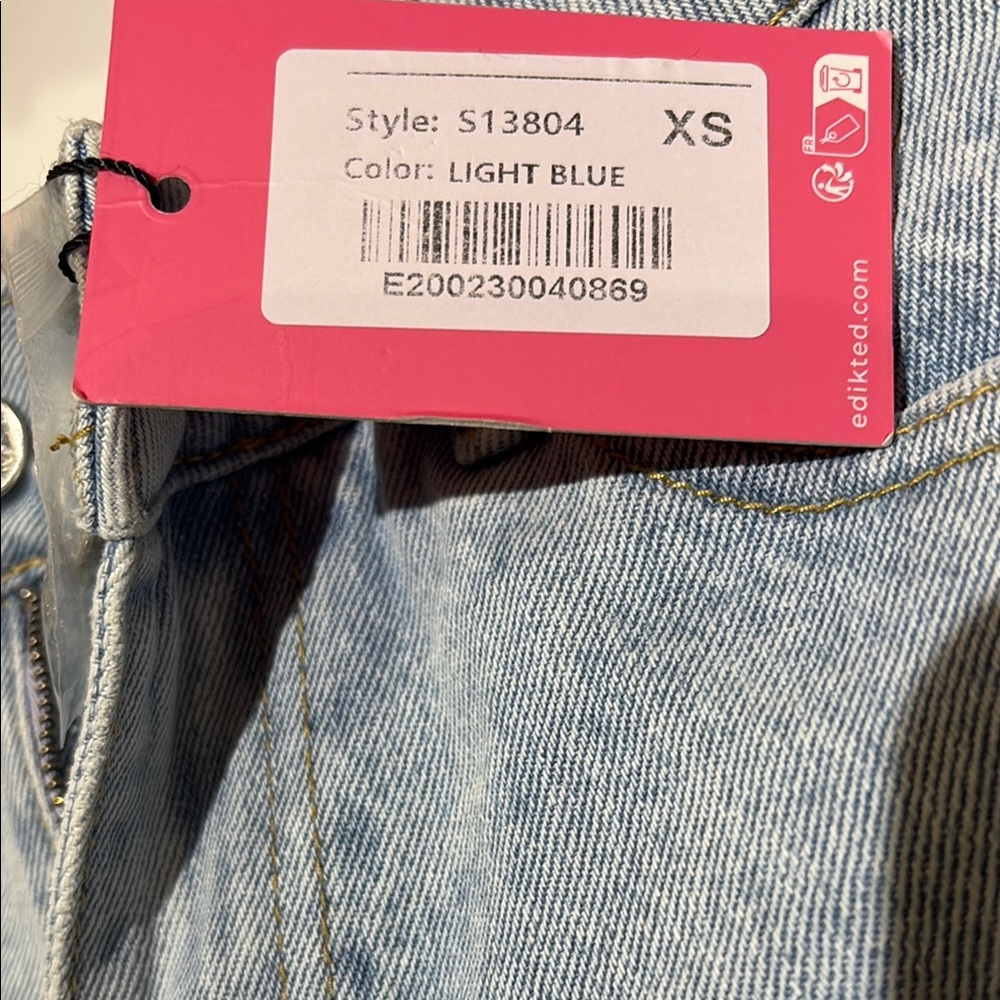 Style: S13804 XS
Color: LIGHT BLUE
E200230040869
FR
edikted.com